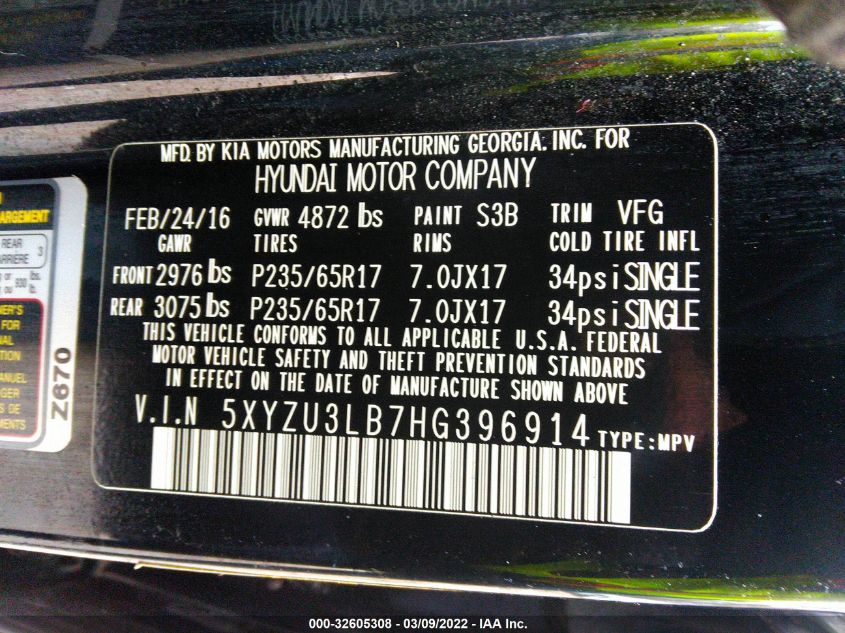 MFD. BY KIA MOTORS MANUFACTURING GEORGIA. INC. FOR
HYUNDAI MOTOR COMPANY
FEB/24/16 GVWR 4872 lbs PAINT S3B TRIM VFG
GAWR TIRES RIMS COLD TIRE INFL
FRONT 2976 lbs P235/65R17 7.0JX17 34psi SINGLE
REAR 3075 lbs P235/65R17 7.0JX17 34psi SINGLE
THIS VEHICLE CONFORMS TO ALL APPLICABLE U.S.A. FEDERAL
MOTOR VEHICLE SAFETY AND THEFT PREVENTION STANDARDS
IN EFFECT ON THE DATE OF MANUFACTURE SHOWN ABOVE
V.I.N 5XYZU3LB7HG396914 TYPE:MPV
REAR 3
Z670
000-32605308 - 03/09/2022 - IAA Inc.